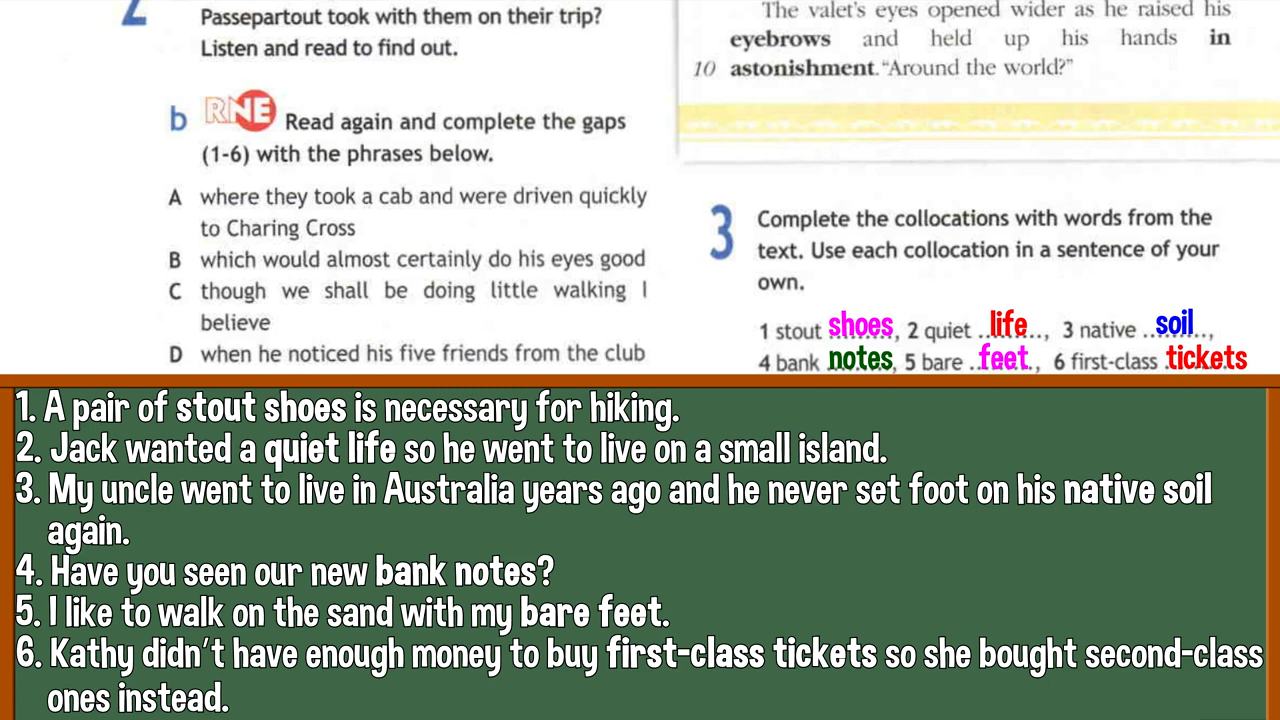 2
Passepartout took with them on their trip?
Listen and read to find out.
b RNE Read again and complete the gaps
(1-6) with the phrases below.
A where they took a cab and were driven quickly
to Charing Cross
B which would almost certainly do his eyes good
C though we shall be doing little walking I
believe
D when he noticed his five friends from the club
The valet's eyes opened wider as he raised his
eyebrows and held up his hands in
10 astonishment. "Around the world?"
3 Complete the collocations with words from the
text. Use each collocation in a sentence of your
own.
1 stout shoes, 2 quiet life, 3 native soil,
4 bank notes, 5 bare feet, 6 first-class tickets
1. A pair of stout shoes is necessary for hiking.
2. Jack wanted a quiet life so he went to live on a small island.
3. My uncle went to live in Australia years ago and he never set foot on his native soil
again.
4. Have you seen our new bank notes?
5. I like to walk on the sand with my bare feet.
6. Kathy didn't have enough money to buy first-class tickets so she bought second-class
ones instead.